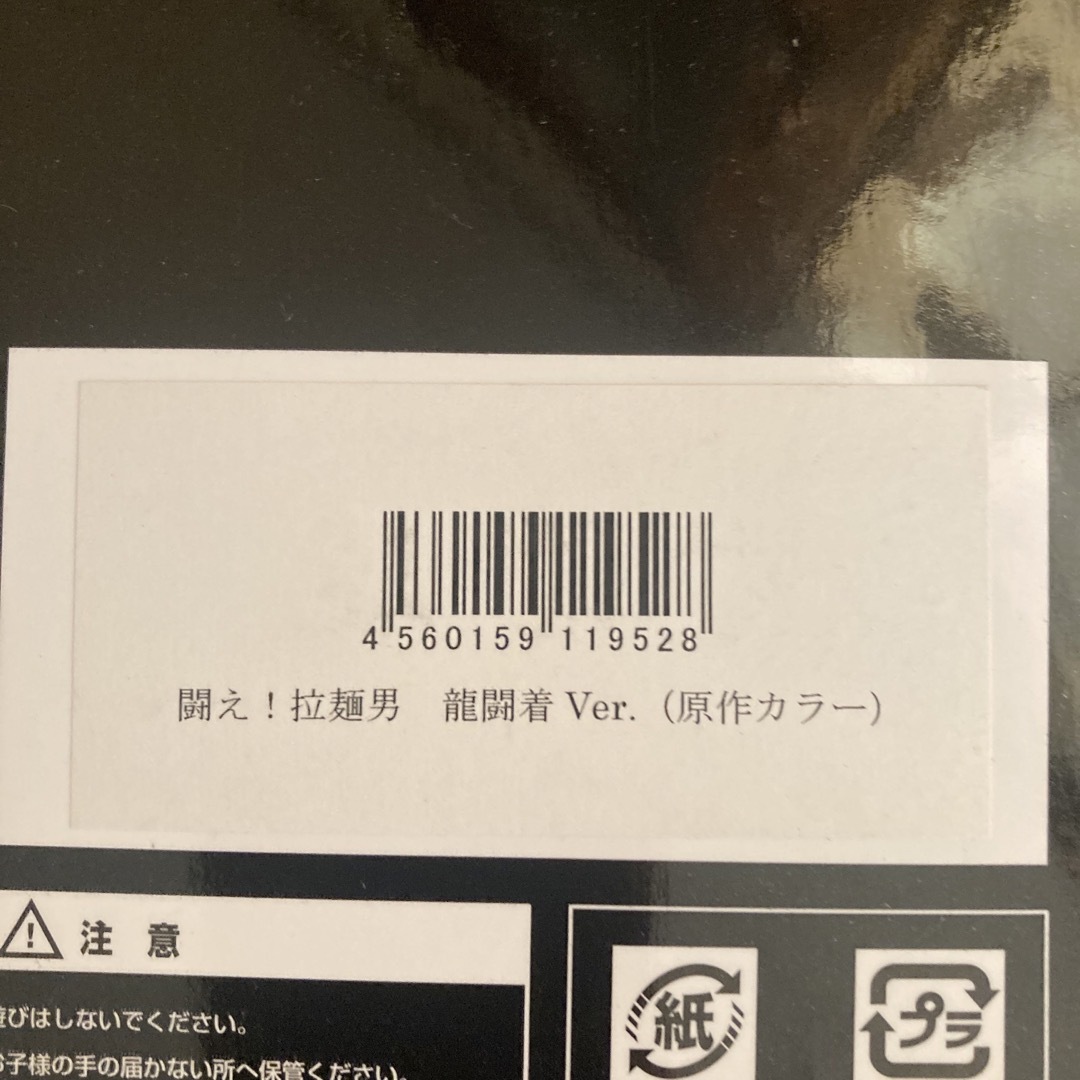 4 560159 119528
闘え!拉麺男 龍闘着 Ver.(原作カラー)
注意
遊びはしないでください。
お子様の手の届かない所へ保管ください。
紙
プラ